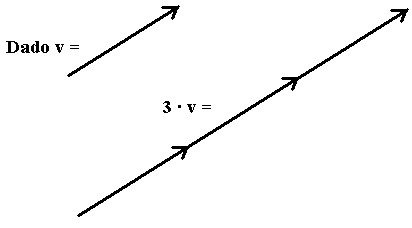 Dado v =
3 · v =